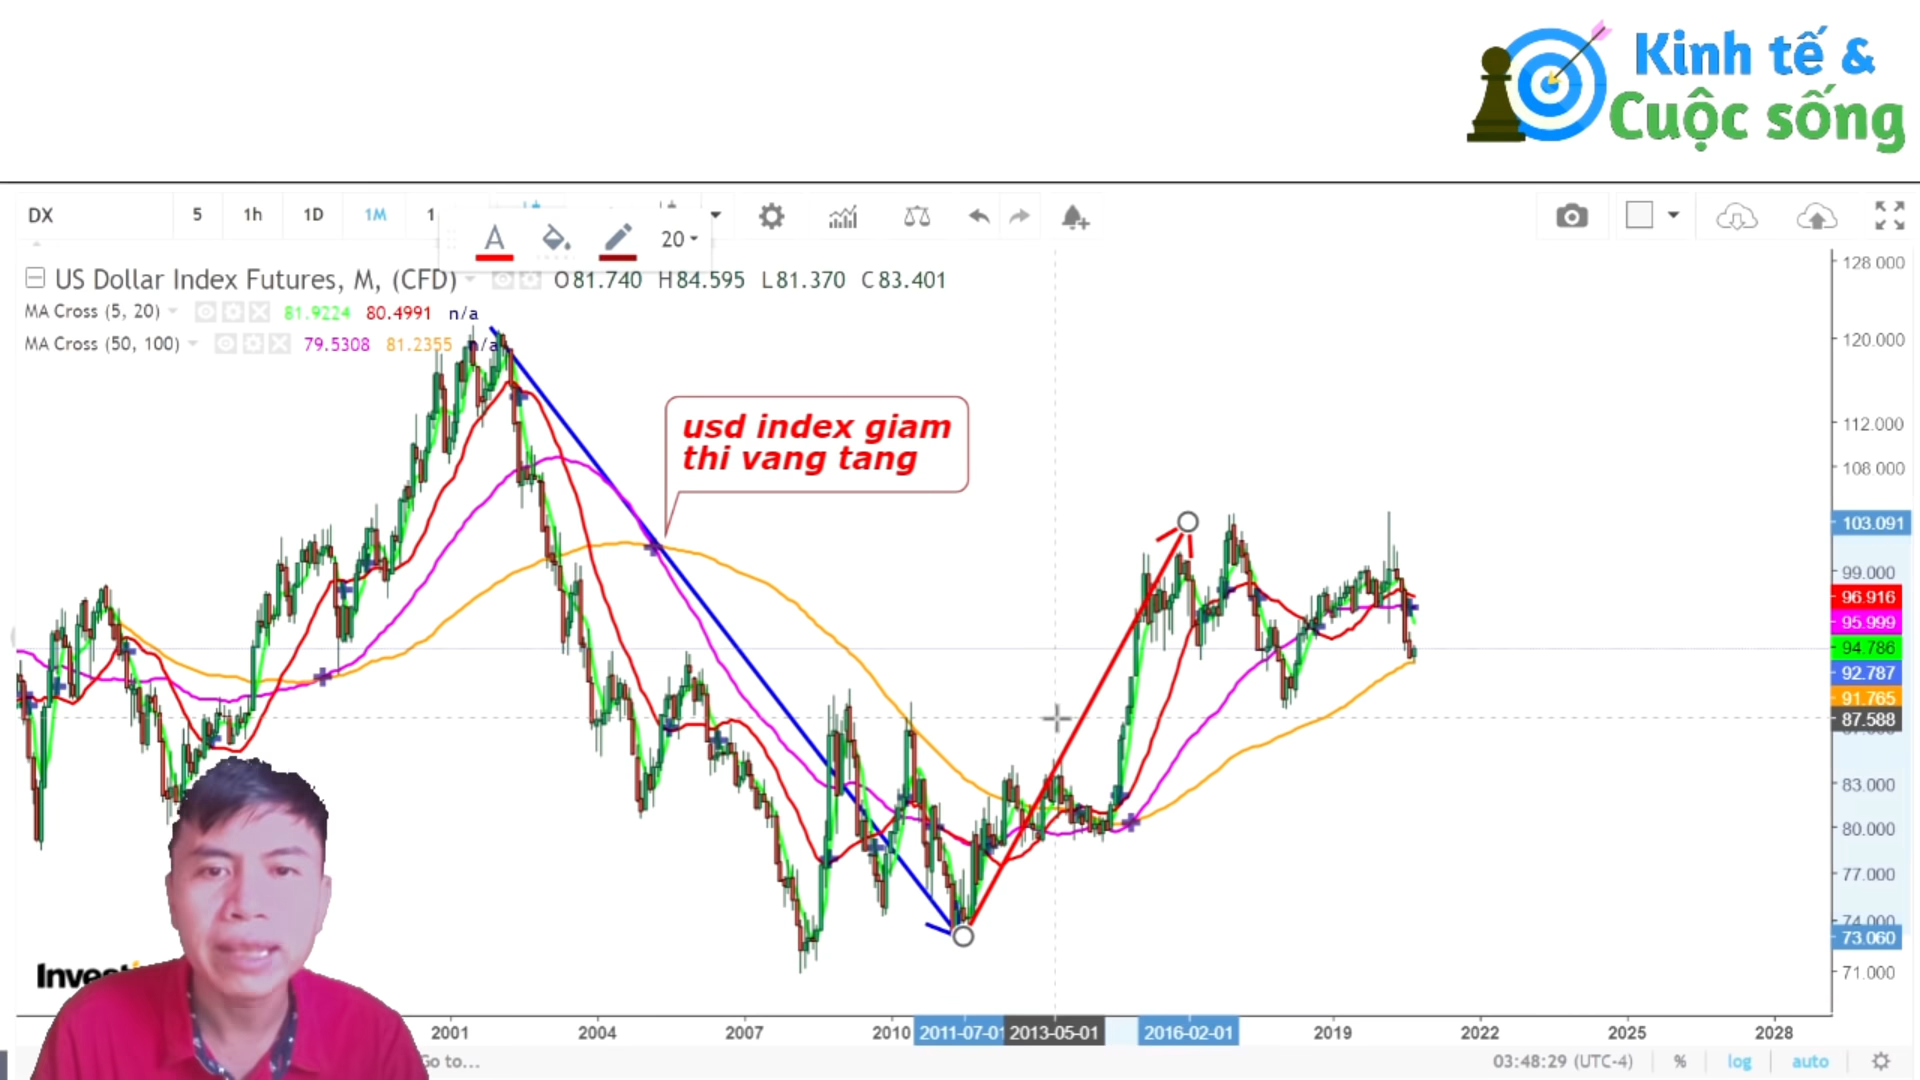 Kinh tế &
Cuộc sống
DX 5 1h 1D 1M 1
A 20
US Dollar Index Futures, M, (CFD) O81.740 H84.595 L81.370 C83.401
MA Cross (5, 20) 81.9224 80.4991 n/a
MA Cross (50, 100) 79.5308 81.2355 n/a
usd index giam
thi vang tang
128.000
120.000
112.000
108.000
103.091
99.000
96.916
95.999
94.786
92.787
91.765
87.588
83.000
80.000
77.000
74.000
73.060
71.000
2001 2004 2007 2010 2011-07-01 2013-05-01 2016-02-01 2019 2022 2025 2028
Go to... 03:48:29 (UTC-4) % log auto